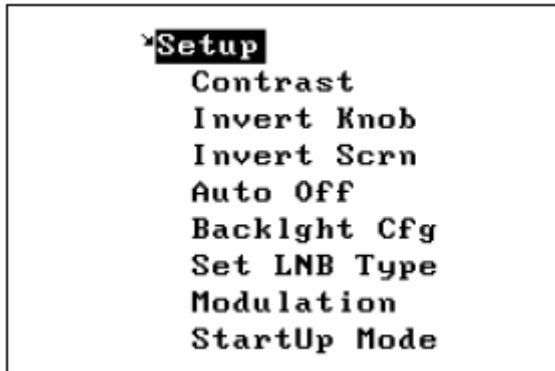 Setup
Contrast
Invert Knob
Invert Scrn
Auto Off
Backlght Cfg
Set LNB Type
Modulation
StartUp Mode